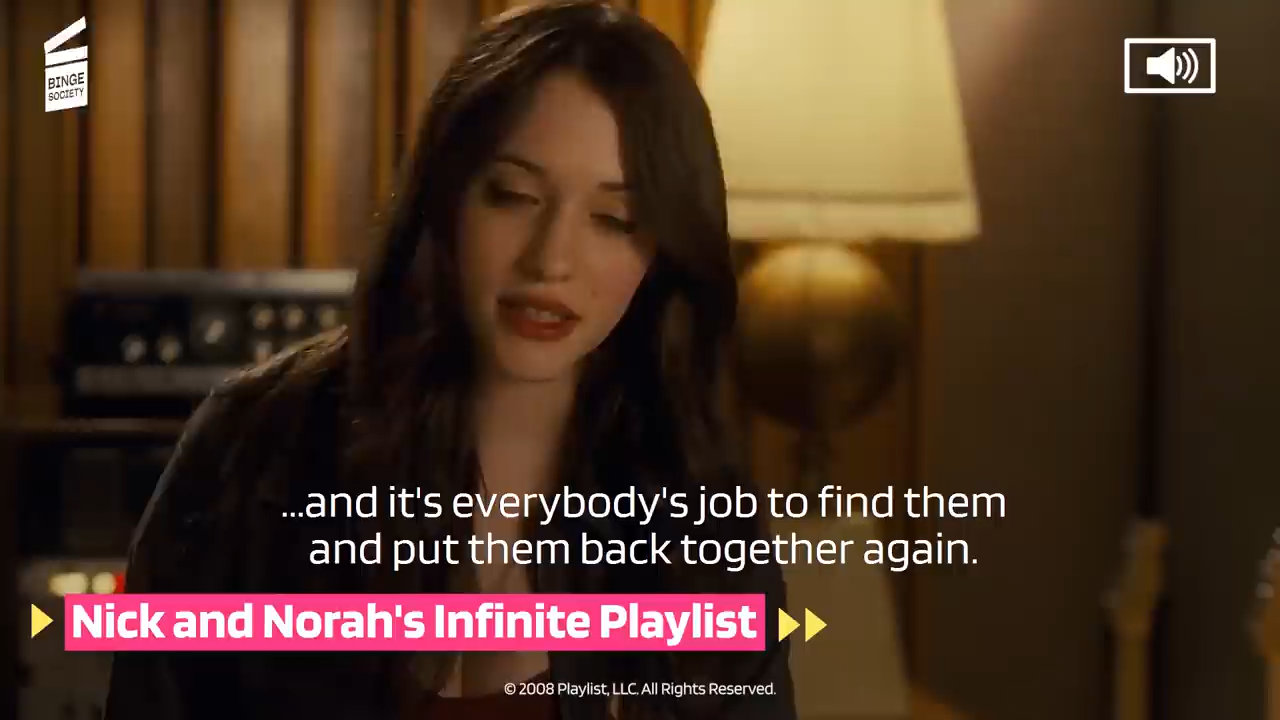 BINGE
SOCIETY
...and it's everybody's job to find them
and put them back together again.
Nick and Norah's Infinite Playlist
© 2008 Playlist, LLC. All Rights Reserved.